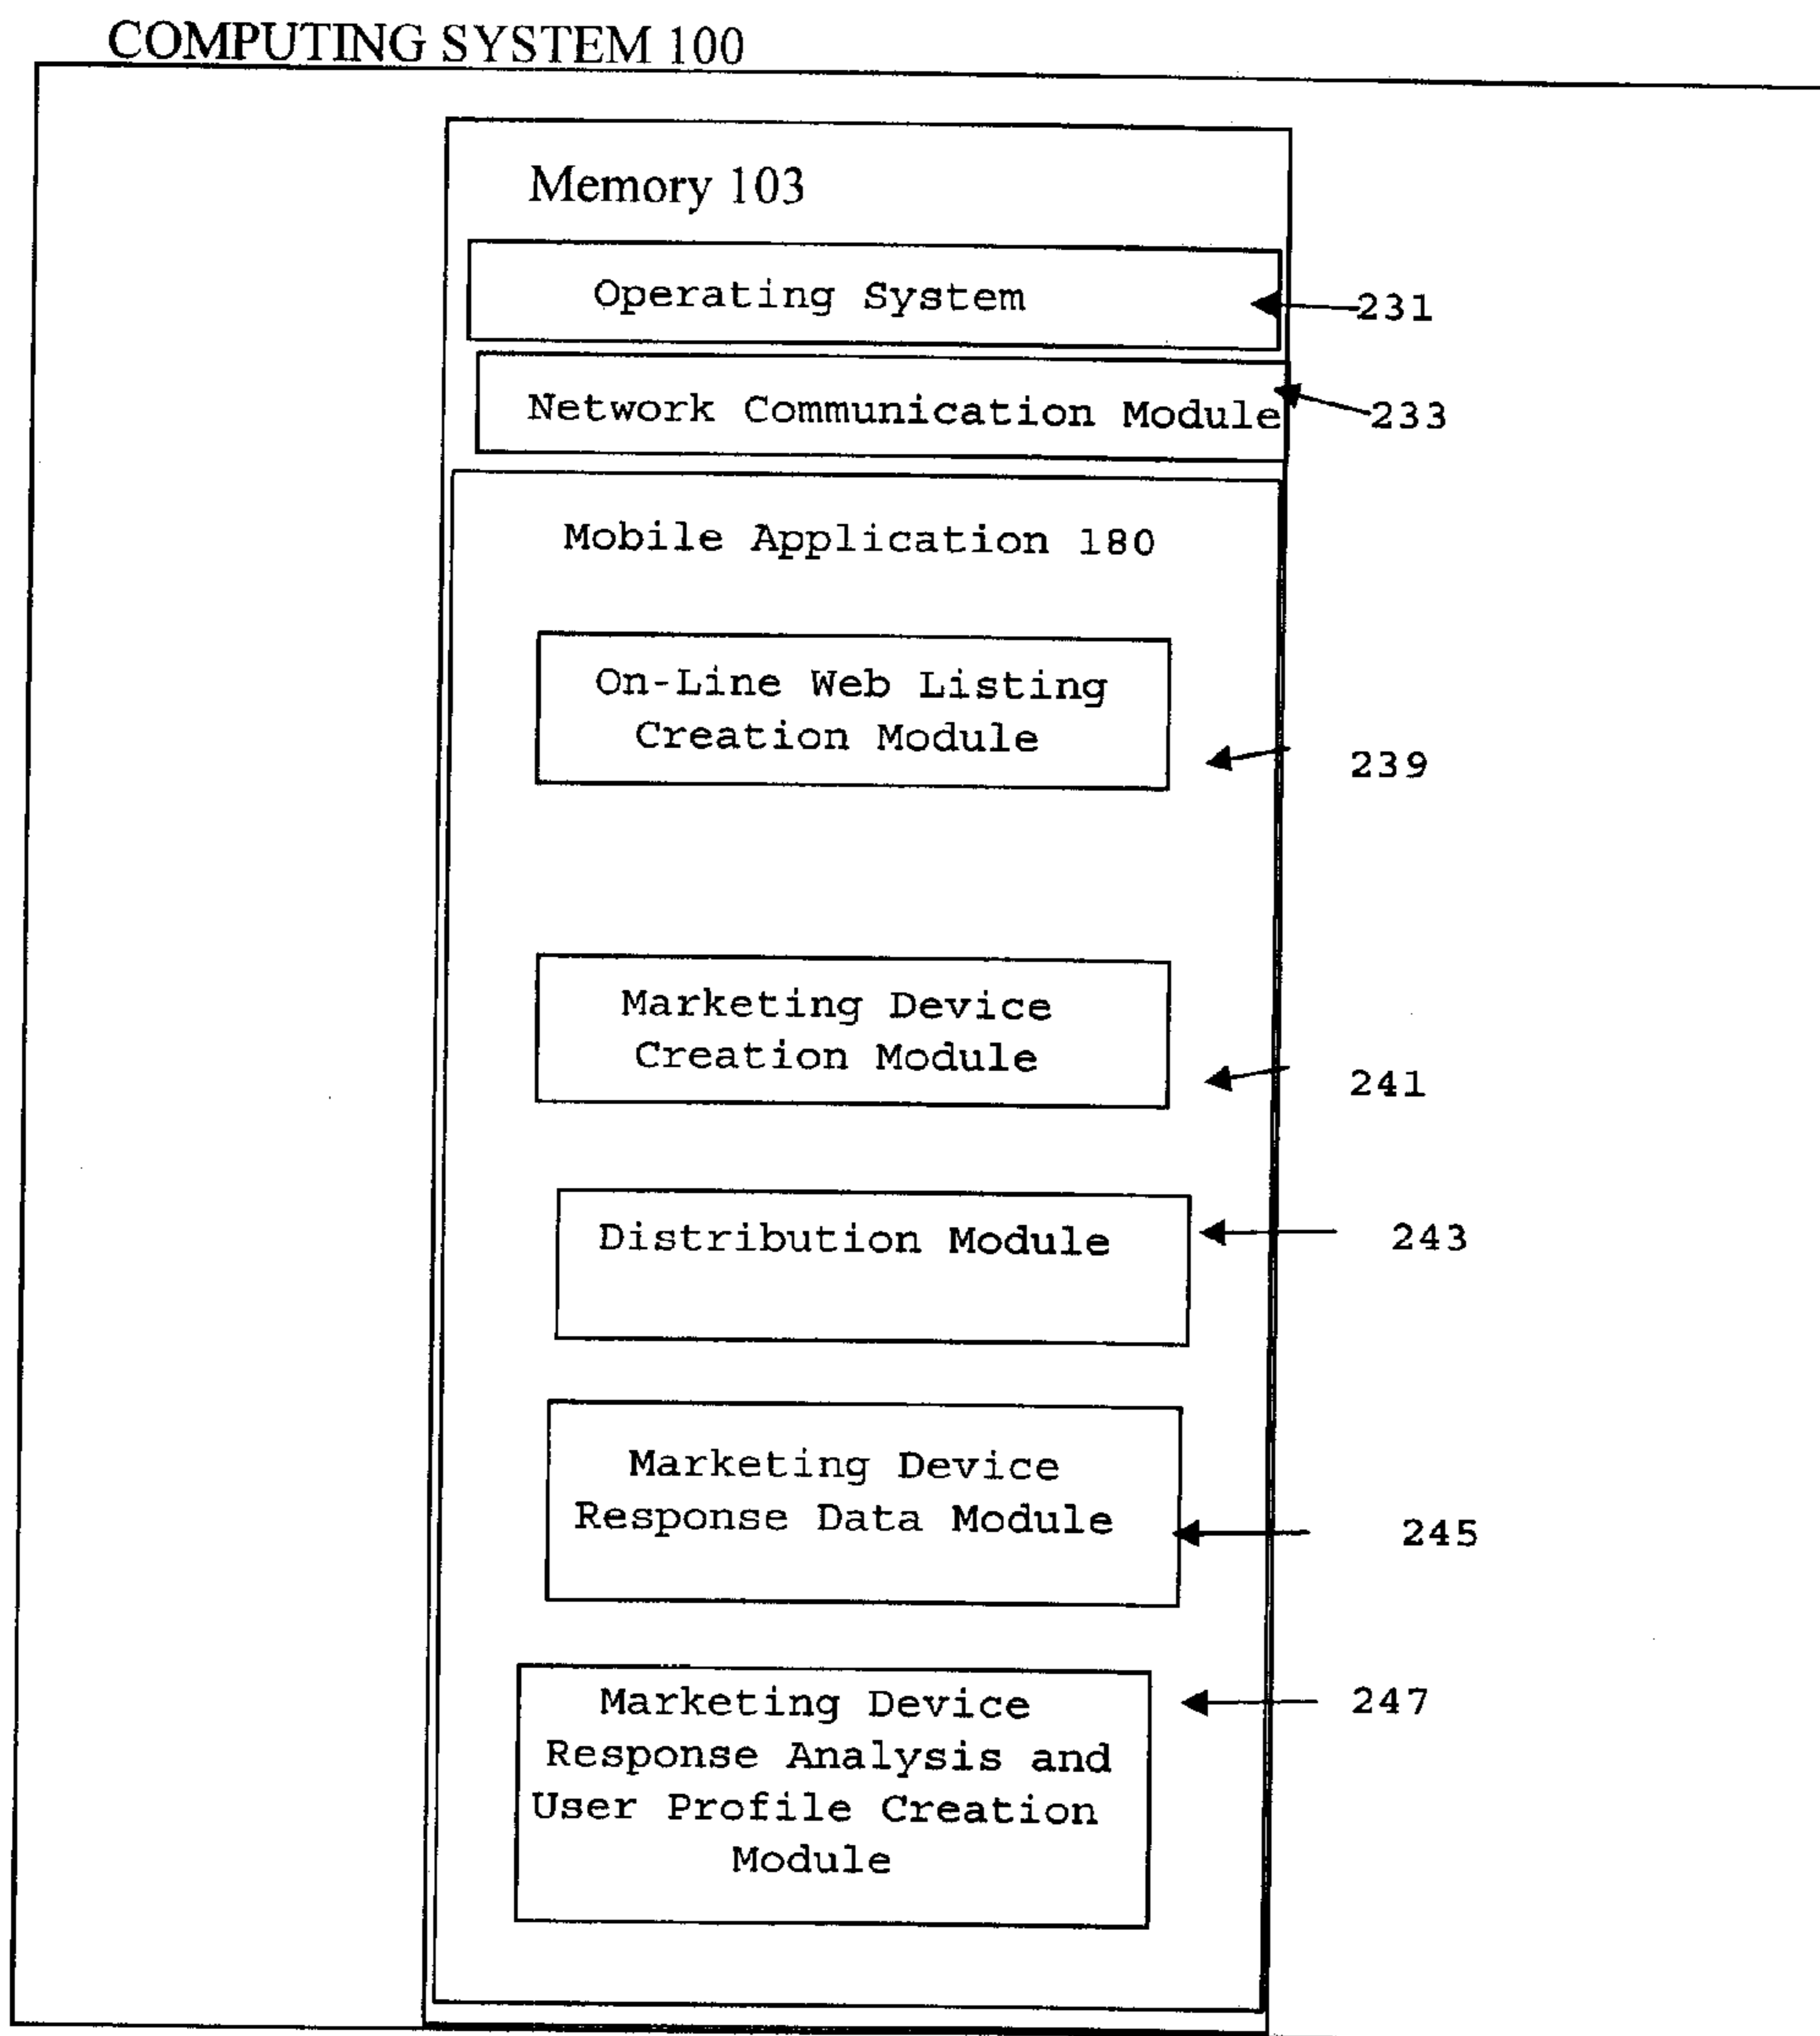 COMPUTING SYSTEM 100
Memory 103
Operating System
231
Network Communication Module
233
Mobile Application 180
On-Line Web Listing
Creation Module
239
Marketing Device
Creation Module
241
Distribution Module
243
Marketing Device
Response Data Module
245
Marketing Device
Response Analysis and
User Profile Creation
Module
247